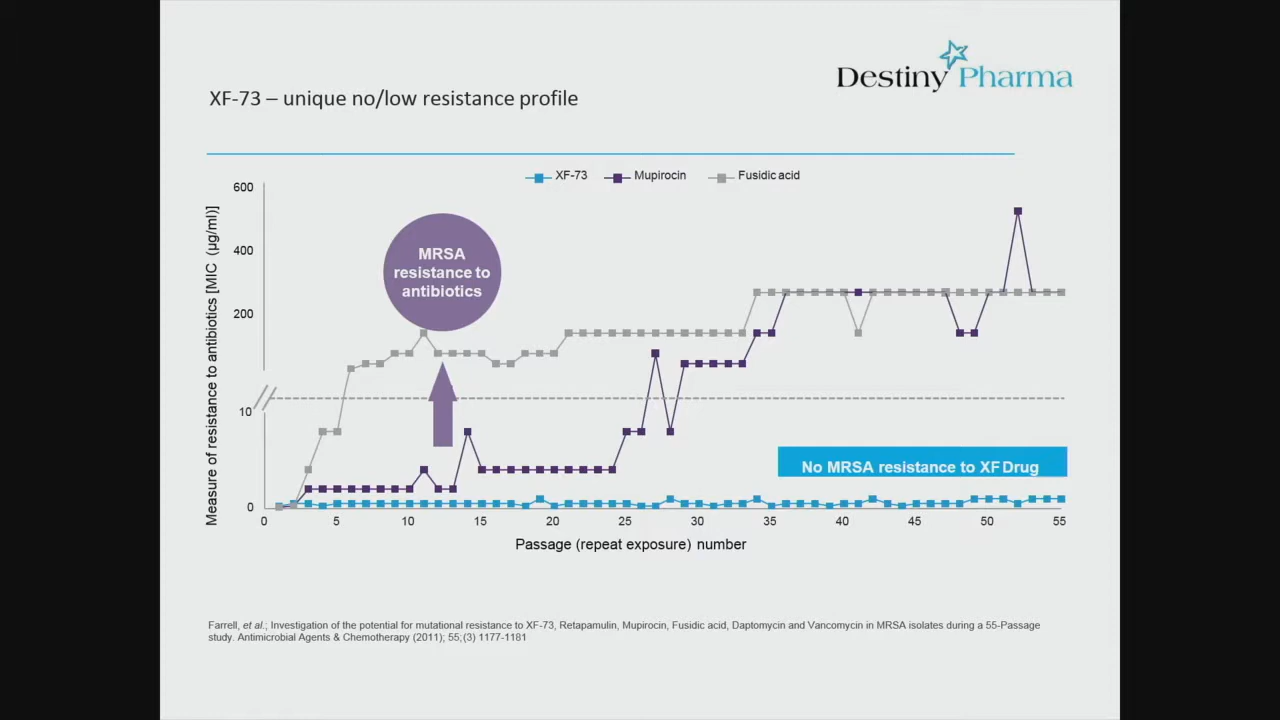 Destiny Pharma
XF-73 – unique no/low resistance profile
XF-73
Mupirocin
Fusidic acid
Measure of resistance to antibiotics [MIC (µg/ml)]
600
400
200
10
0
MRSA
resistance to
antibiotics
No MRSA resistance to XF Drug
0 5 10 15 20 25 30 35 40 45 50 55
Passage (repeat exposure) number
Farrell, et al.; Investigation of the potential for mutational resistance to XF-73, Retapamulin, Mupirocin, Fusidic acid, Daptomycin and Vancomycin in MRSA isolates during a 55-Passage
study. Antimicrobial Agents & Chemotherapy (2011); 55;(3) 1177-1181